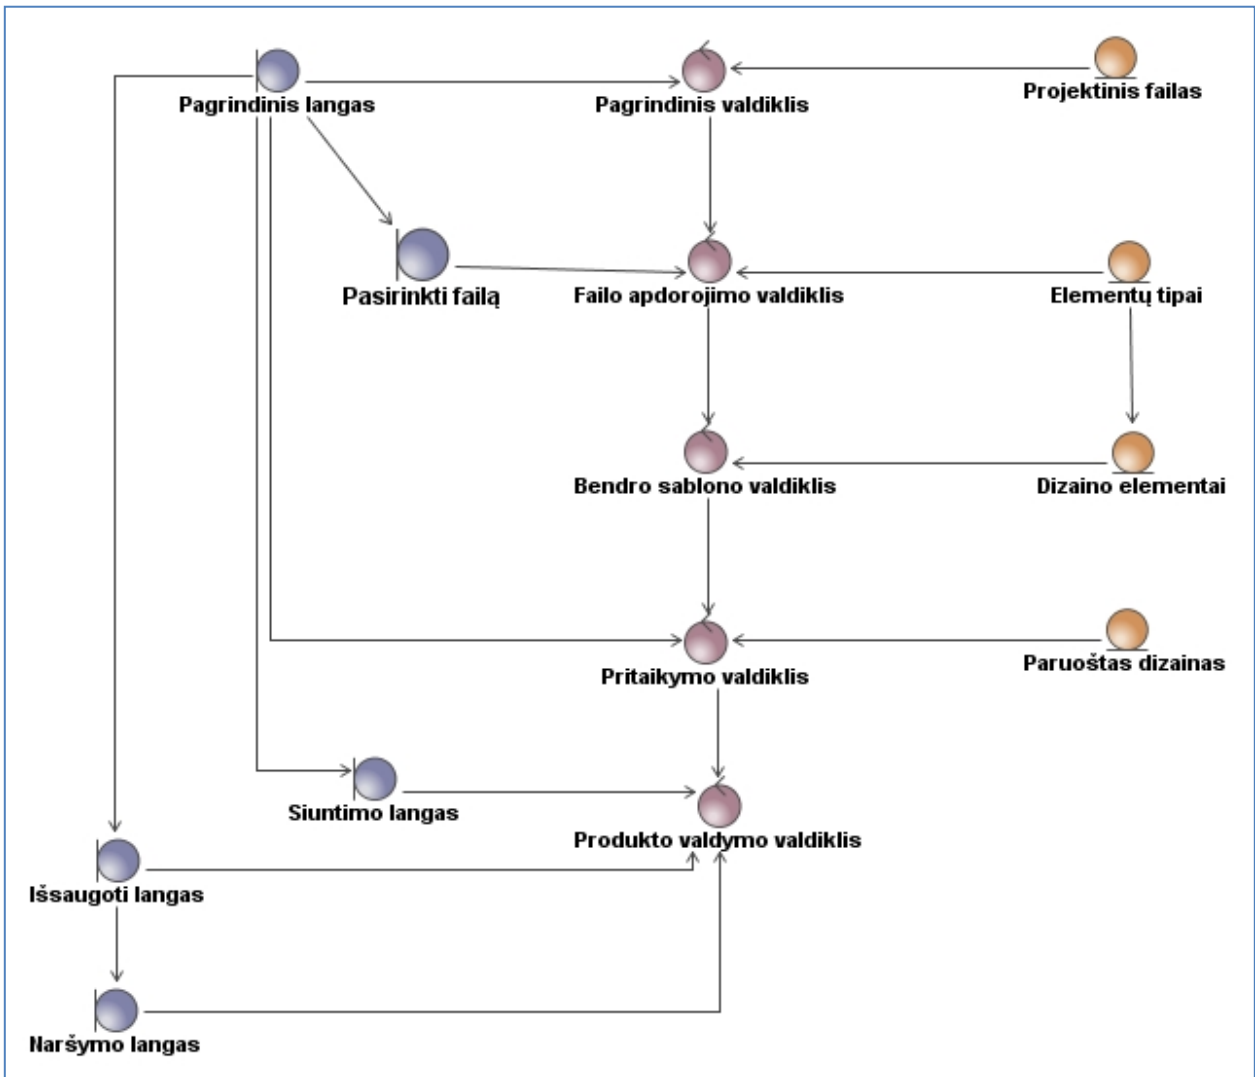 Pagrindinis langas
Pagrindinis valdiklis
Projektinis failas
Pasirinkti failą
Failo apdorojimo valdiklis
Elementų tipai
Bendro sablono valdiklis
Dizaino elementai
Pritaikymo valdiklis
Paruoštas dizainas
Siuntimo langas
Produkto valdymo valdiklis
Išsaugoti langas
Naršymo langas